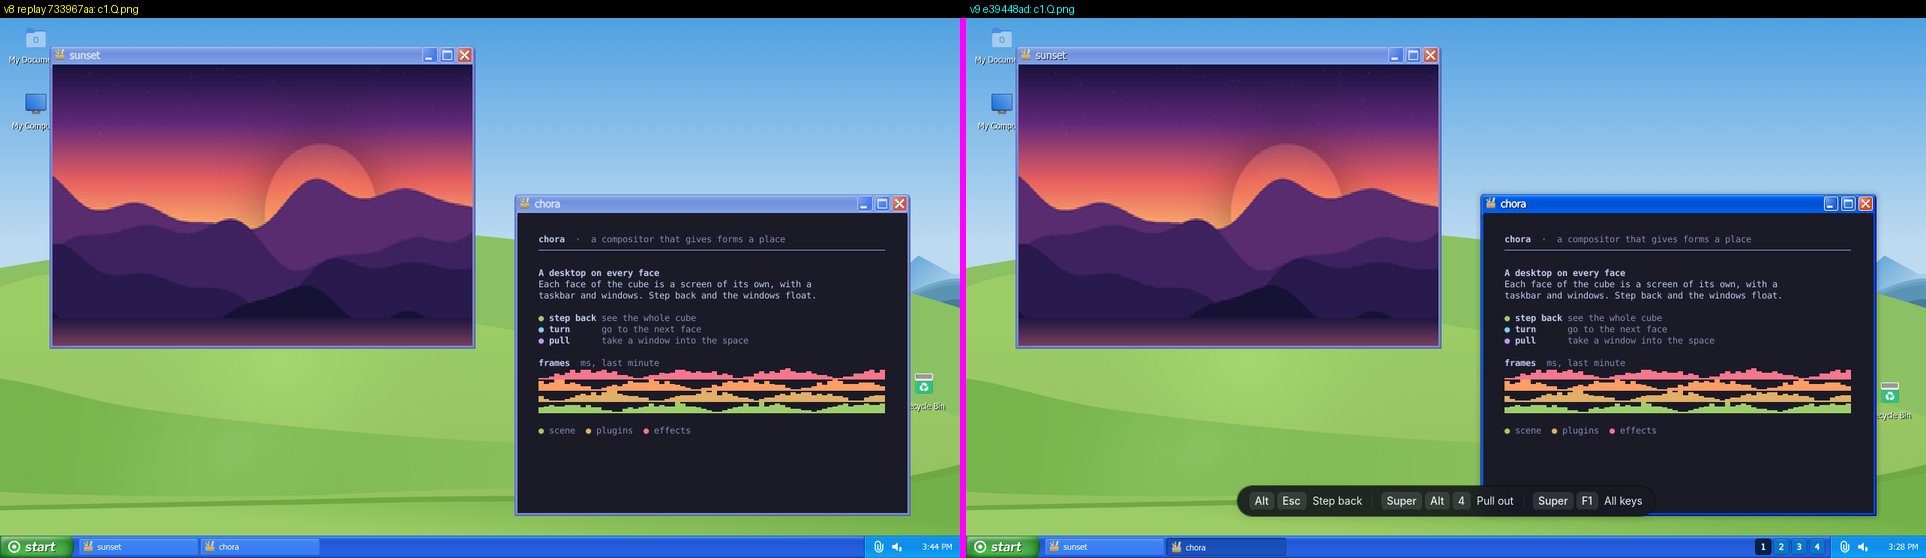 v8 replay 733967aa: c1.Q.png
My Docume
sunset
My Compu
chora
chora · a compositor that gives forms a place
A desktop on every face
Each face of the cube is a screen of its own, with a
taskbar and windows. Step back and the windows float.
step back see the whole cube
turn go to the next face
pull take a window into the space
frames ms, last minute
scene plugins effects
ecycle Bin
start sunset chora 3:44 PM
v9 e39448ad: c1.Q.png
My Docume
sunset
My Compu
chora
chora · a compositor that gives forms a place
A desktop on every face
Each face of the cube is a screen of its own, with a
taskbar and windows. Step back and the windows float.
step back see the whole cube
turn go to the next face
pull take a window into the space
frames ms, last minute
scene plugins effects
ecycle Bin
Alt Esc Step back Super Alt 4 Pull out Super F1 All keys
start sunset chora 1 2 3 4 3:28 PM